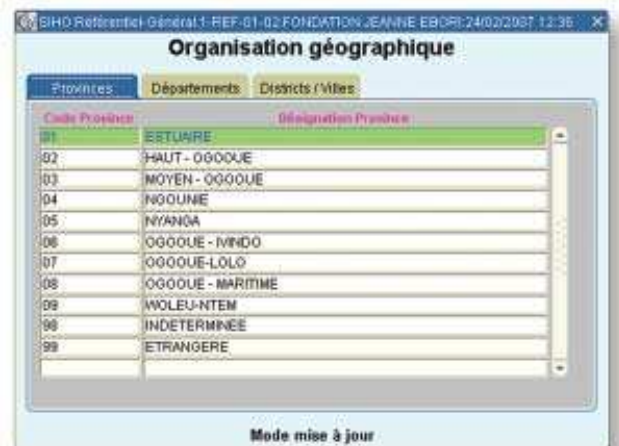 SIHO Référentiel Général 1-REF-01-02 FONDATION JEANNE EBORI 24/02/2007 12:36
Organisation géographique
Provinces Départements Districts / Villes
Code Province Désignation Province
01 ESTUAIRE
02 HAUT - OGOOUE
03 MOYEN - OGOOUE
04 NGOUNIE
05 NYANGA
06 OGOOUE - IVINDO
07 OGOOUE-LOLO
08 OGOOUE - MARITIME
09 WOLEU-NTEM
98 INDETERMINEE
99 ETRANGERE
Mode mise à jour